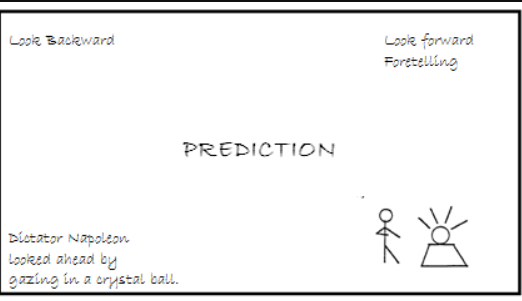 Look Backward
Look forward
Foretelling
PREDICTION
Dictator Napoleon
looked ahead by
gazing in a crystal ball.